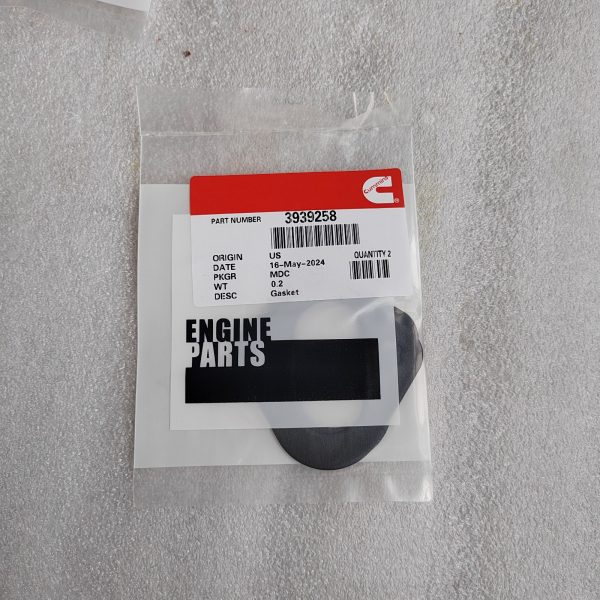 Cummins
PART NUMBER 3939258
ORIGIN US QUANTITY 2
DATE 16-May-2024
PKGR MDC
WT 0.2
DESC Gasket
ENGINE
PARTS